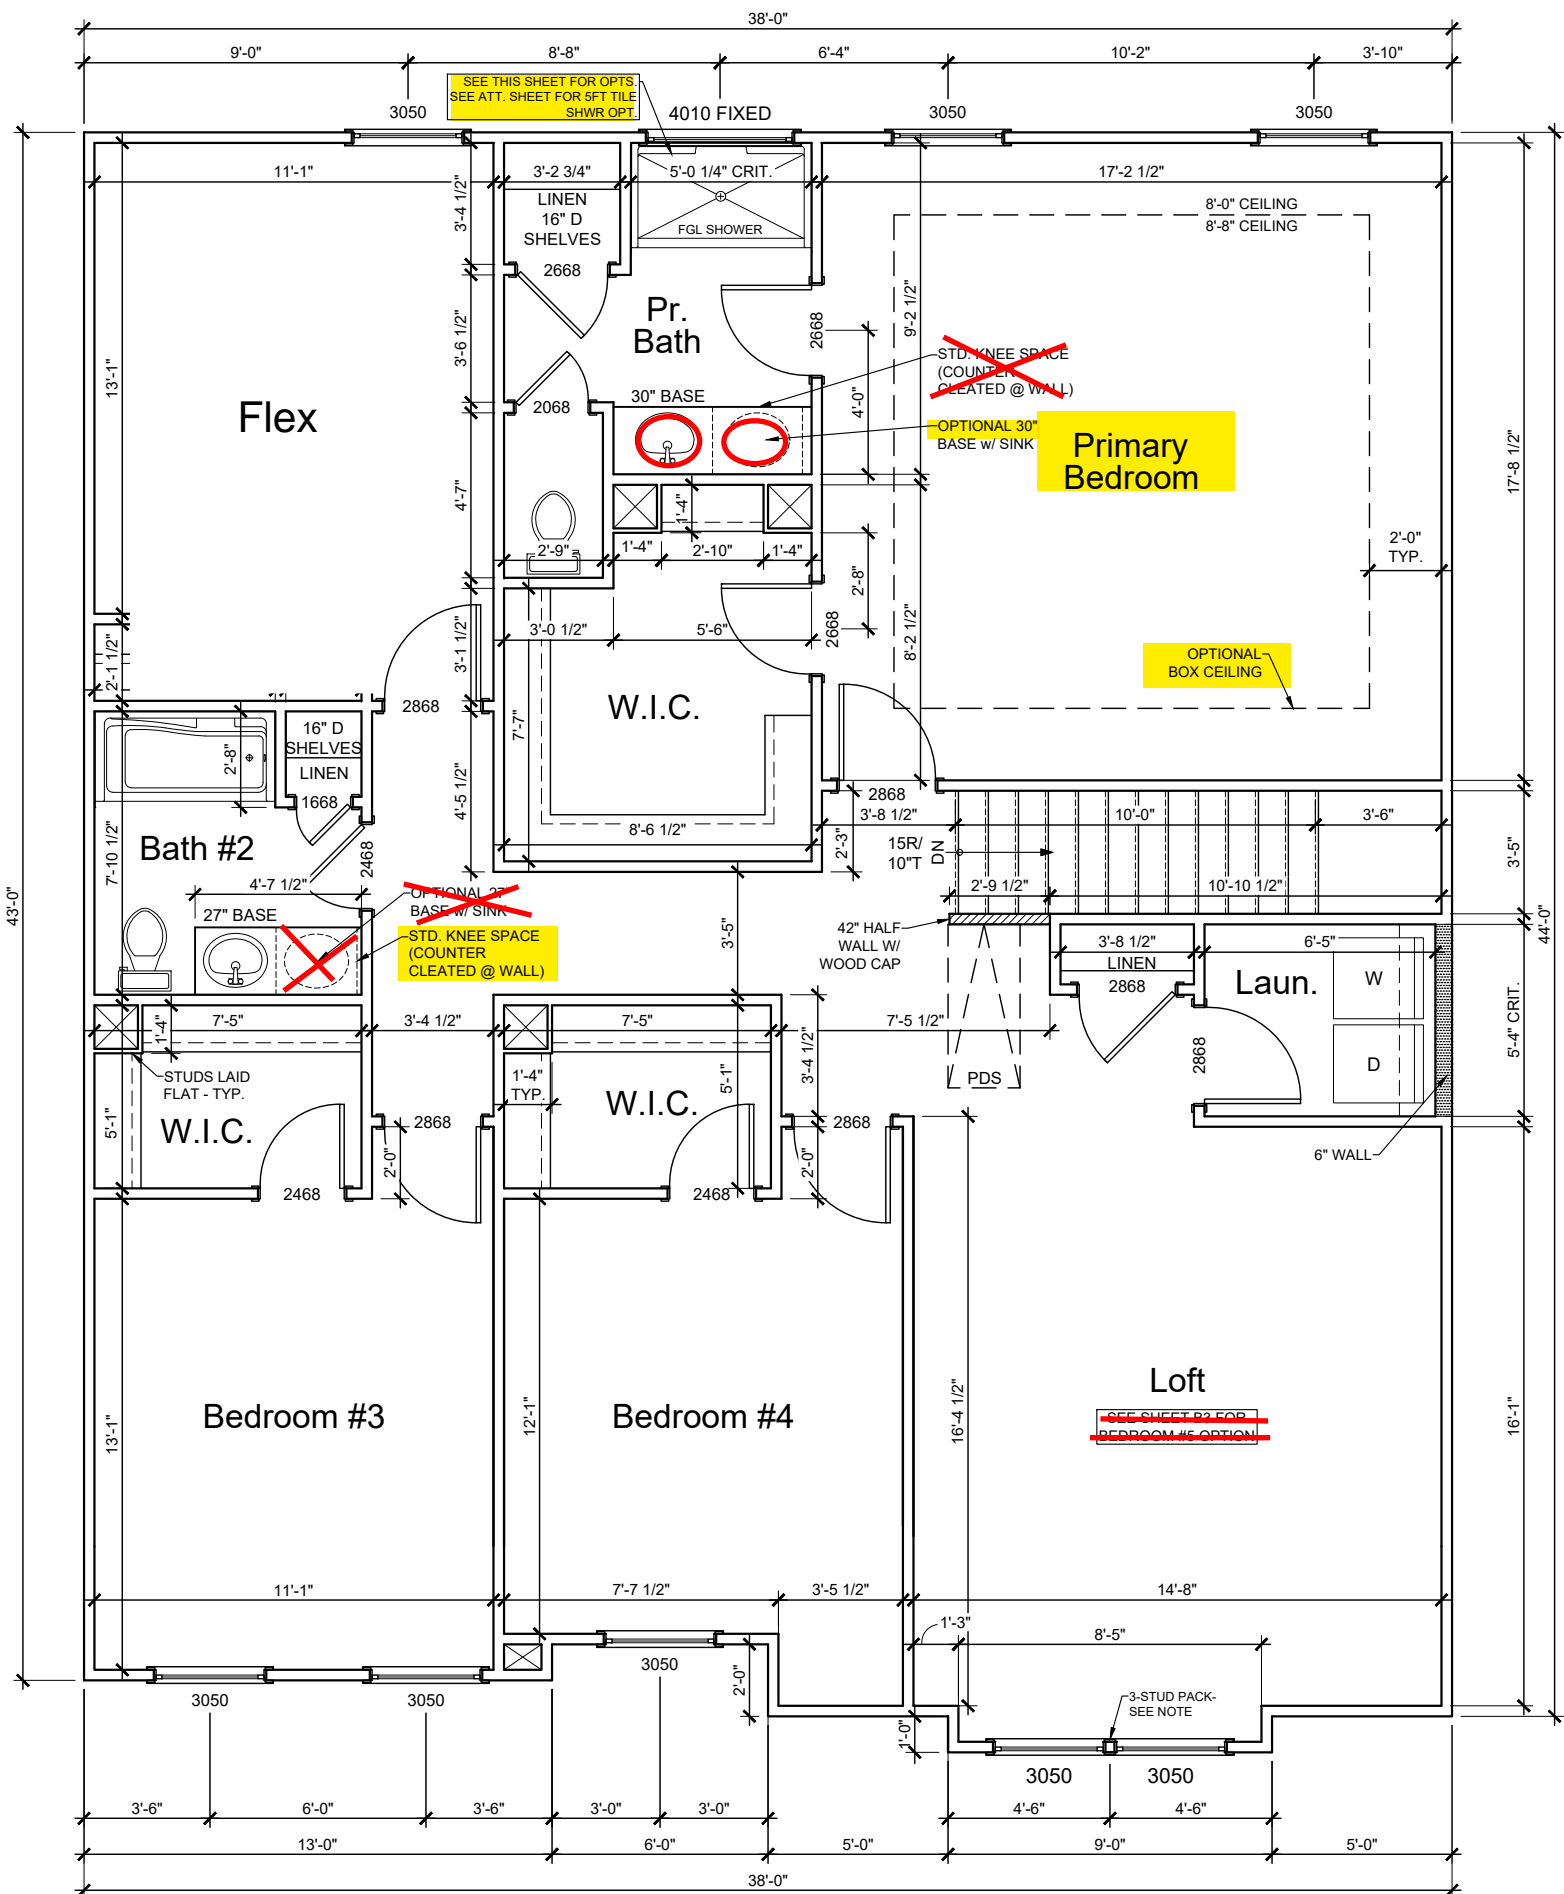 38'-0"
9'-0"
8'-8"
6'-4"
10'-2"
3'-10"
SEE THIS SHEET FOR OPTS.
SEE ATT. SHEET FOR 5FT TILE
SHWR OPT.
3050
4010 FIXED
3050
3050
11'-1"
3'-2 3/4"
5'-0 1/4" CRIT.
17'-2 1/2"
3'-4 1/2"
LINEN
16" D
SHELVES
FGL SHOWER
8'-0" CEILING
8'-8" CEILING
2668
Pr.
Bath
2668
9'-2 1/2"
3'-6 1/2"
13'-1"
STD. KNEE SPACE
(COUNTER
CLEATED @ WALL)
4'-0"
30" BASE
2068
Flex
OPTIONAL 30"
BASE w/ SINK
Primary
Bedroom
17'-8 1/2"
4'-7"
1'-4"
2'-9"
1'-4"
2'-10"
1'-4"
2'-0"
TYP.
2'-8"
3'-0 1/2"
5'-6"
2668
8'-2 1/2"
3'-1 1/2"
2'-1 1/2"
OPTIONAL
BOX CEILING
2868
W.I.C.
7'-7"
16" D
SHELVES
LINEN
2'-8"
1668
4'-5 1/2"
2868
8'-6 1/2"
3'-8 1/2"
10'-0"
3'-6"
2'-3"
15R/
10"T
DN
3'-5"
Bath #2
2468
7'-10 1/2"
4'-7 1/2"
OPTIONAL 27"
BASE w/ SINK
2'-9 1/2"
10'-10 1/2"
43'-0"
44'-0"
27" BASE
STD. KNEE SPACE
(COUNTER
CLEATED @ WALL)
3'-5"
42" HALF
WALL W/
WOOD CAP
3'-8 1/2"
LINEN
2868
6'-5"
Laun.
W
D
5'-4" CRIT.
7'-5"
1'-4"
3'-4 1/2"
7'-5"
7'-5 1/2"
3'-4 1/2"
2868
PDS
STUDS LAID
FLAT - TYP.
1'-4"
TYP.
5'-1"
W.I.C.
5'-1"
W.I.C.
2868
2868
2'-0"
2'-0"
6" WALL
2468
2468
Loft
SEE SHEET B3 FOR
BEDROOM #5 OPTION
Bedroom #3
Bedroom #4
13'-1"
12'-1"
16'-4 1/2"
16'-1"
11'-1"
7'-7 1/2"
3'-5 1/2"
14'-8"
1'-3"
8'-5"
3050
3050
3050
2'-0"
3-STUD PACK-
SEE NOTE
1'-0"
3050
3050
3'-6"
6'-0"
3'-6"
3'-0"
3'-0"
4'-6"
4'-6"
13'-0"
6'-0"
5'-0"
9'-0"
5'-0"
38'-0"